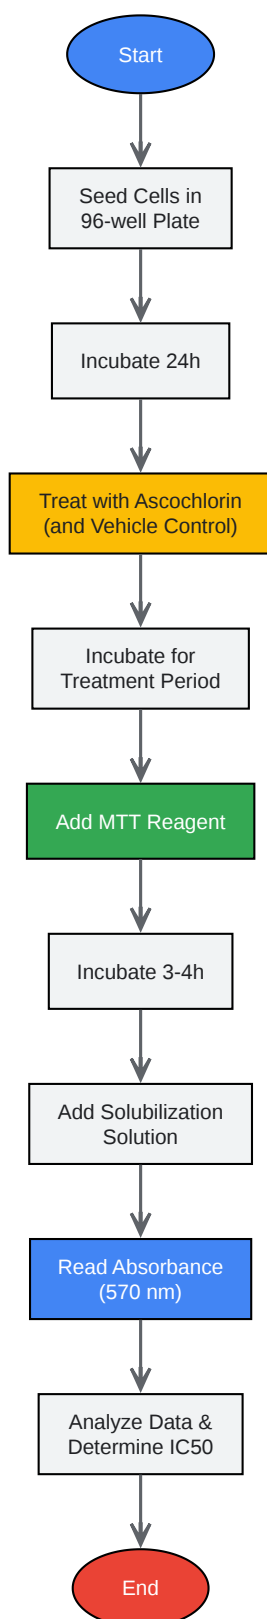 Start
Seed Cells in
96-well Plate
Incubate 24h
Treat with Ascochlorin
(and Vehicle Control)
Incubate for
Treatment Period
Add MTT Reagent
Incubate 3-4h
Add Solubilization
Solution
Read Absorbance
(570 nm)
Analyze Data &
Determine IC50
End